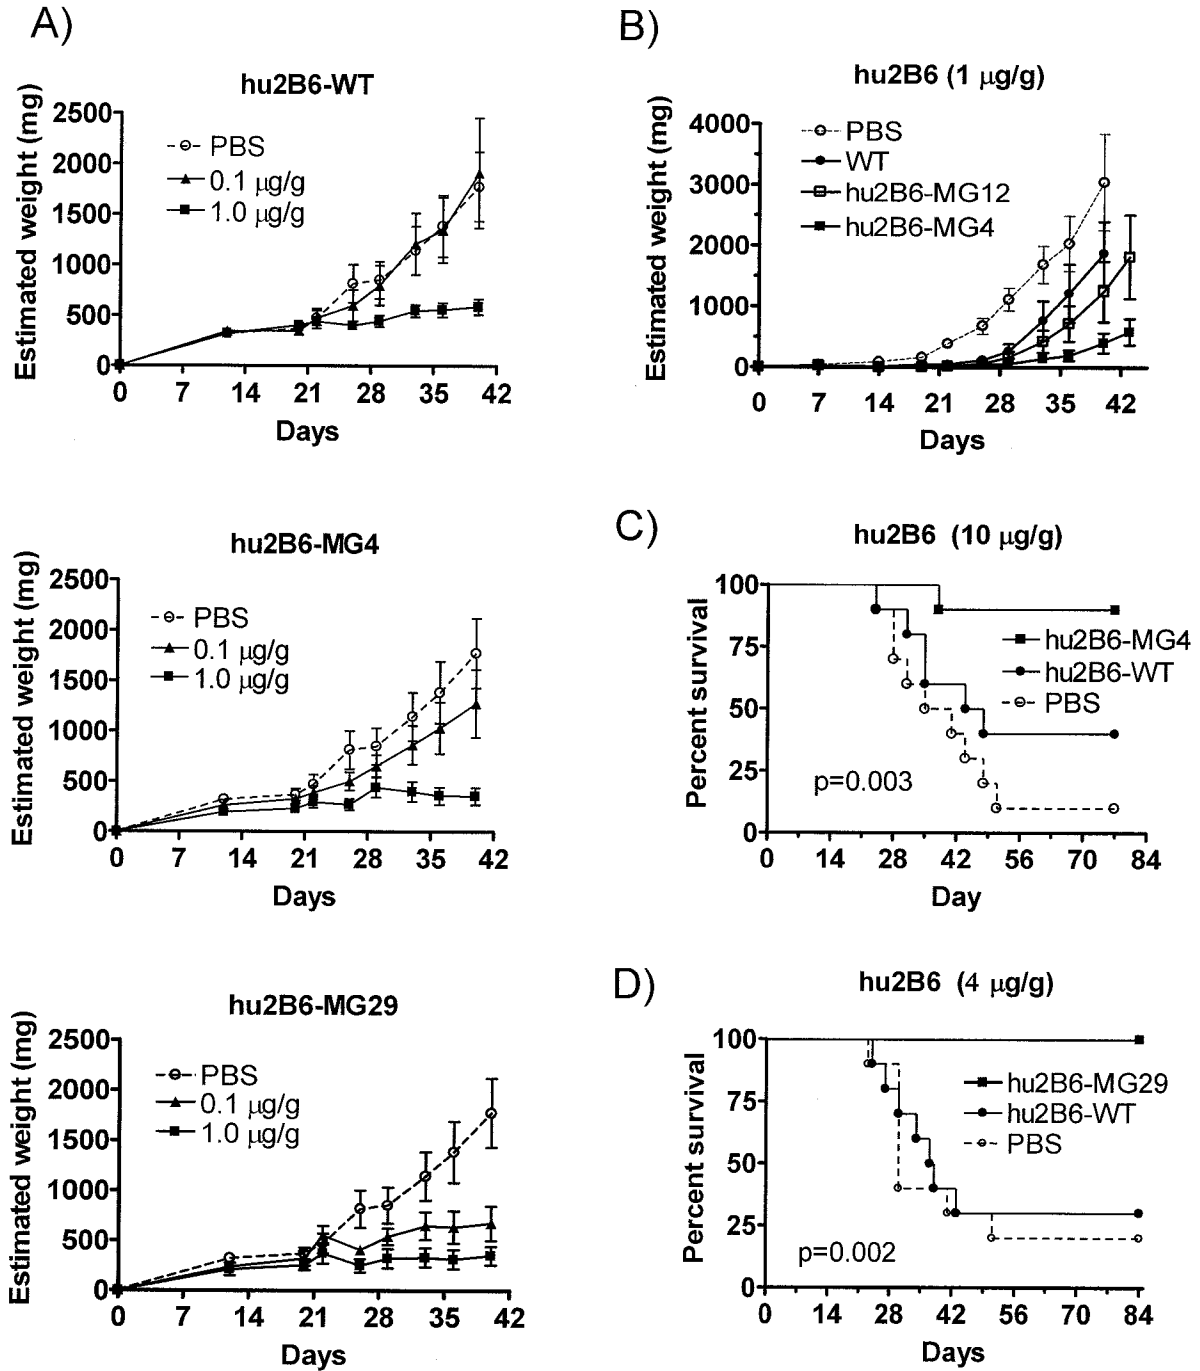 A)
hu2B6-WT
Estimated weight (mg)
2500
2000
1500
1000
500
0
PBS
0.1 µg/g
1.0 µg/g
0 7 14 21 28 35 42
Days
hu2B6-MG4
Estimated weight (mg)
2500
2000
1500
1000
500
0
PBS
0.1 µg/g
1.0 µg/g
0 7 14 21 28 35 42
Days
hu2B6-MG29
Estimated weight (mg)
2500
2000
1500
1000
500
0
PBS
0.1 µg/g
1.0 µg/g
0 7 14 21 28 35 42
Days
B)
hu2B6 (1 µg/g)
Estimated weight (mg)
4000
3000
2000
1000
0
PBS
WT
hu2B6-MG12
hu2B6-MG4
0 7 14 21 28 35 42
Days
C)
hu2B6 (10 µg/g)
Percent survival
100
75
50
25
0
hu2B6-MG4
hu2B6-WT
PBS
p=0.003
0 14 28 42 56 70 84
Day
D)
hu2B6 (4 µg/g)
Percent survival
100
75
50
25
0
hu2B6-MG29
hu2B6-WT
PBS
p=0.002
0 14 28 42 56 70 84
Days